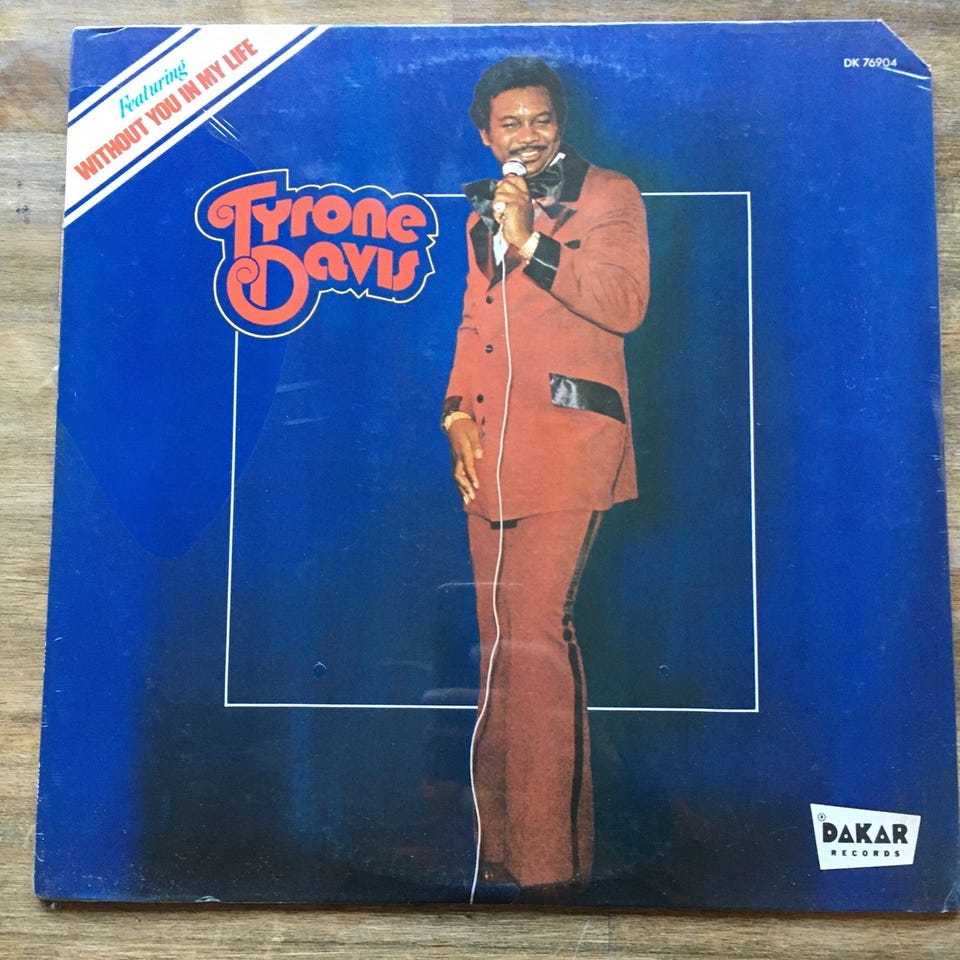 Featuring
WITHOUT YOU IN MY LIFE
DK 76904
Tyrone
Davis
® DAKAR
RECORDS